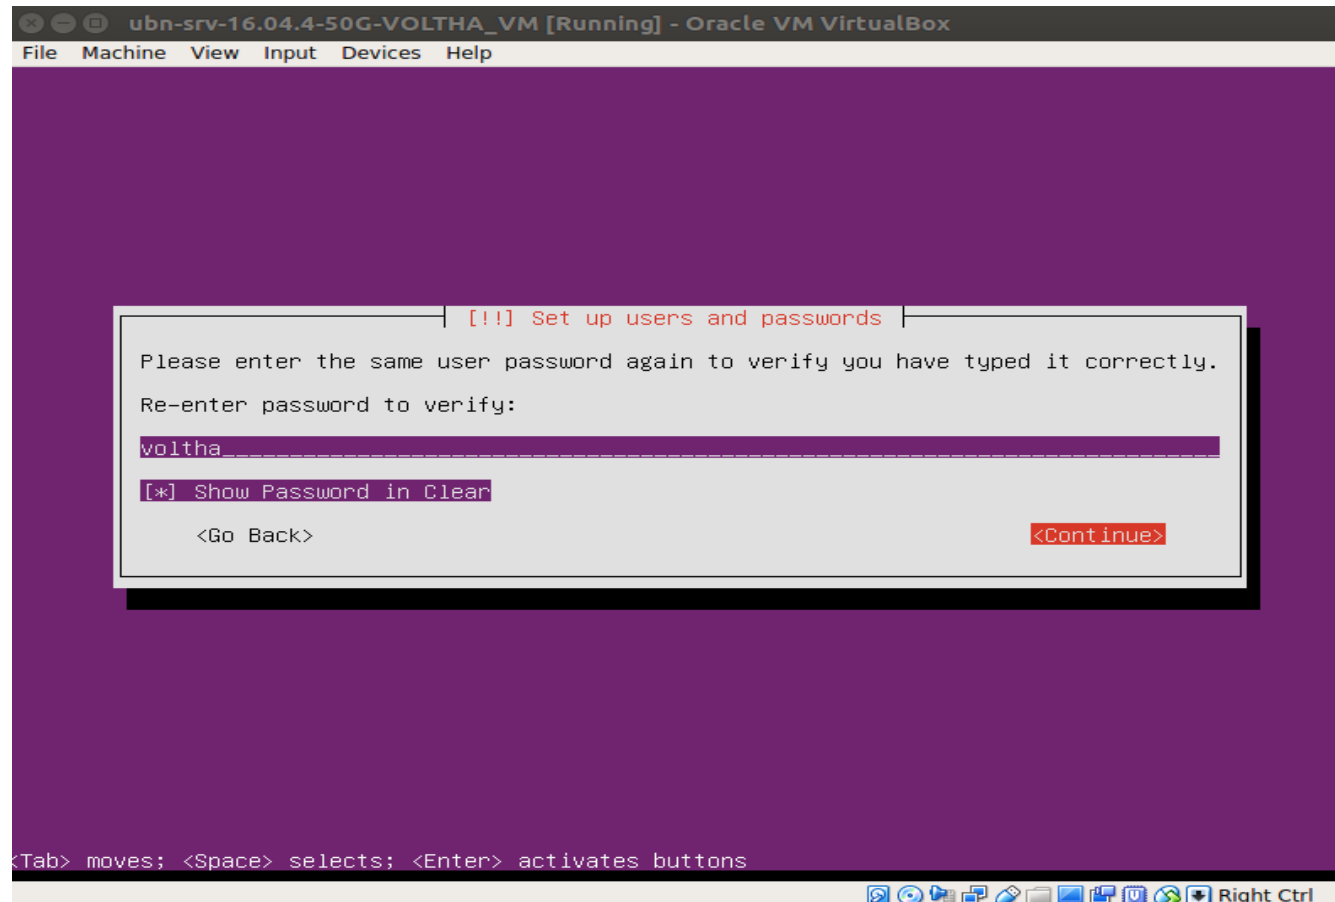 ubn-srv-16.04.4-50G-VOLTHA_VM [Running] - Oracle VM VirtualBox
File Machine View Input Devices Help
[!!] Set up users and passwords
Please enter the same user password again to verify you have typed it correctly.
Re-enter password to verify:
voltha
[*] Show Password in Clear
<Go Back> <Continue>
<Tab> moves; <Space> selects; <Enter> activates buttons
Right Ctrl